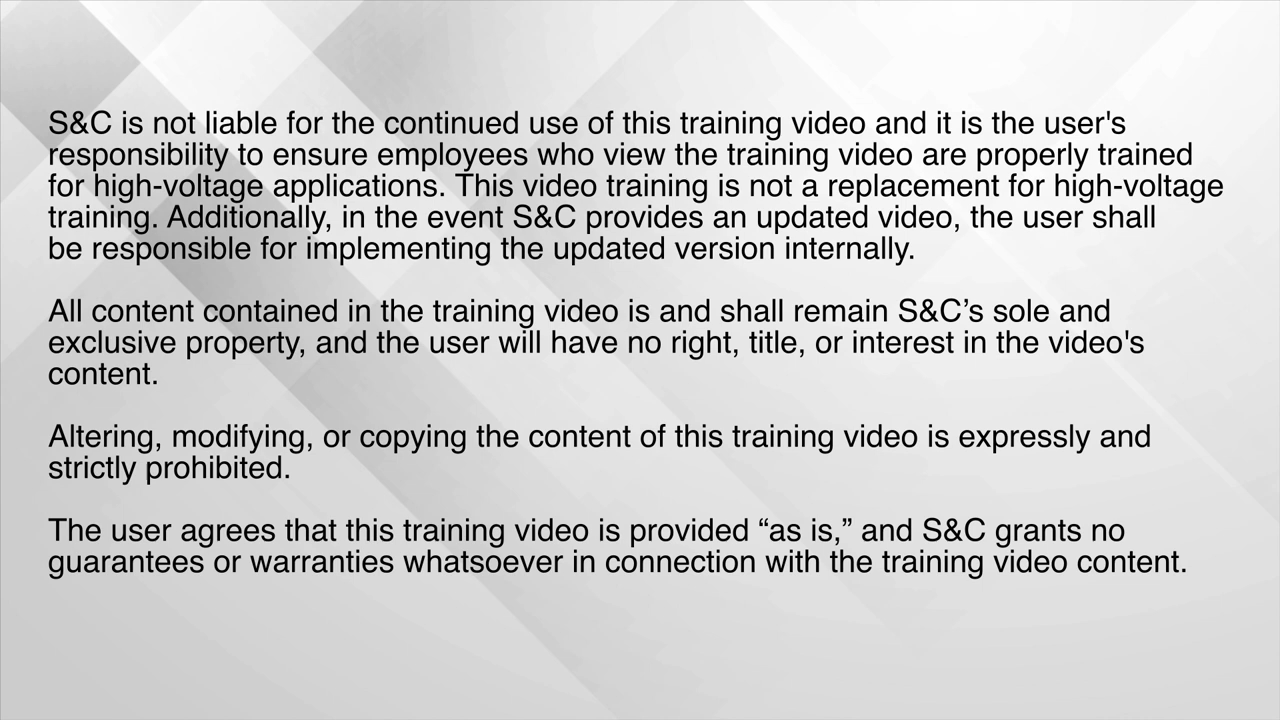 S&C is not liable for the continued use of this training video and it is the user's
responsibility to ensure employees who view the training video are properly trained
for high-voltage applications. This video training is not a replacement for high-voltage
training. Additionally, in the event S&C provides an updated video, the user shall
be responsible for implementing the updated version internally.
All content contained in the training video is and shall remain S&C’s sole and
exclusive property, and the user will have no right, title, or interest in the video's
content.
Altering, modifying, or copying the content of this training video is expressly and
strictly prohibited.
The user agrees that this training video is provided “as is,” and S&C grants no
guarantees or warranties whatsoever in connection with the training video content.